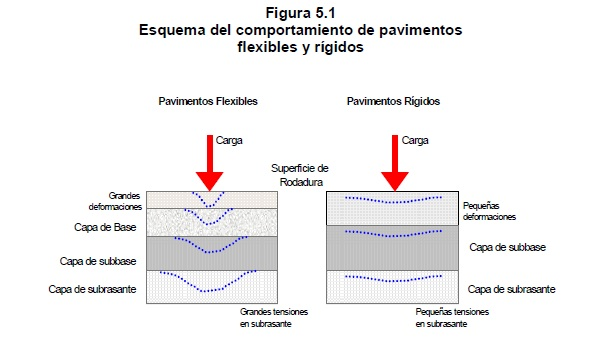 Figura 5.1
Esquema del comportamiento de pavimentos
flexibles y rígidos
Pavimentos Flexibles
Pavimentos Rígidos
Carga
Carga
Superficie de
Rodadura
Grandes
deformaciones
Pequeñas
deformaciones
Capa de Base
Capa de subbase
Capa de subbase
Capa de subrasante
Capa de subrasante
Grandes tensiones
en subrasante
Pequeñas tensiones
en subrasante